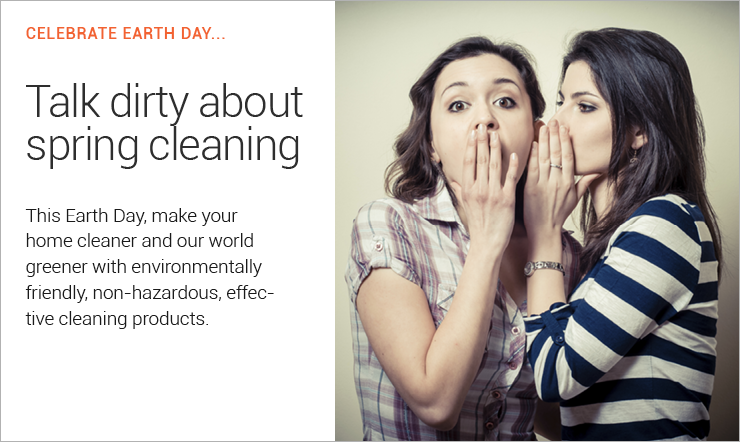 CELEBRATE EARTH DAY...
Talk dirty about
spring cleaning
This Earth Day, make your
home cleaner and our world
greener with environmentally
friendly, non-hazardous, effec-
tive cleaning products.